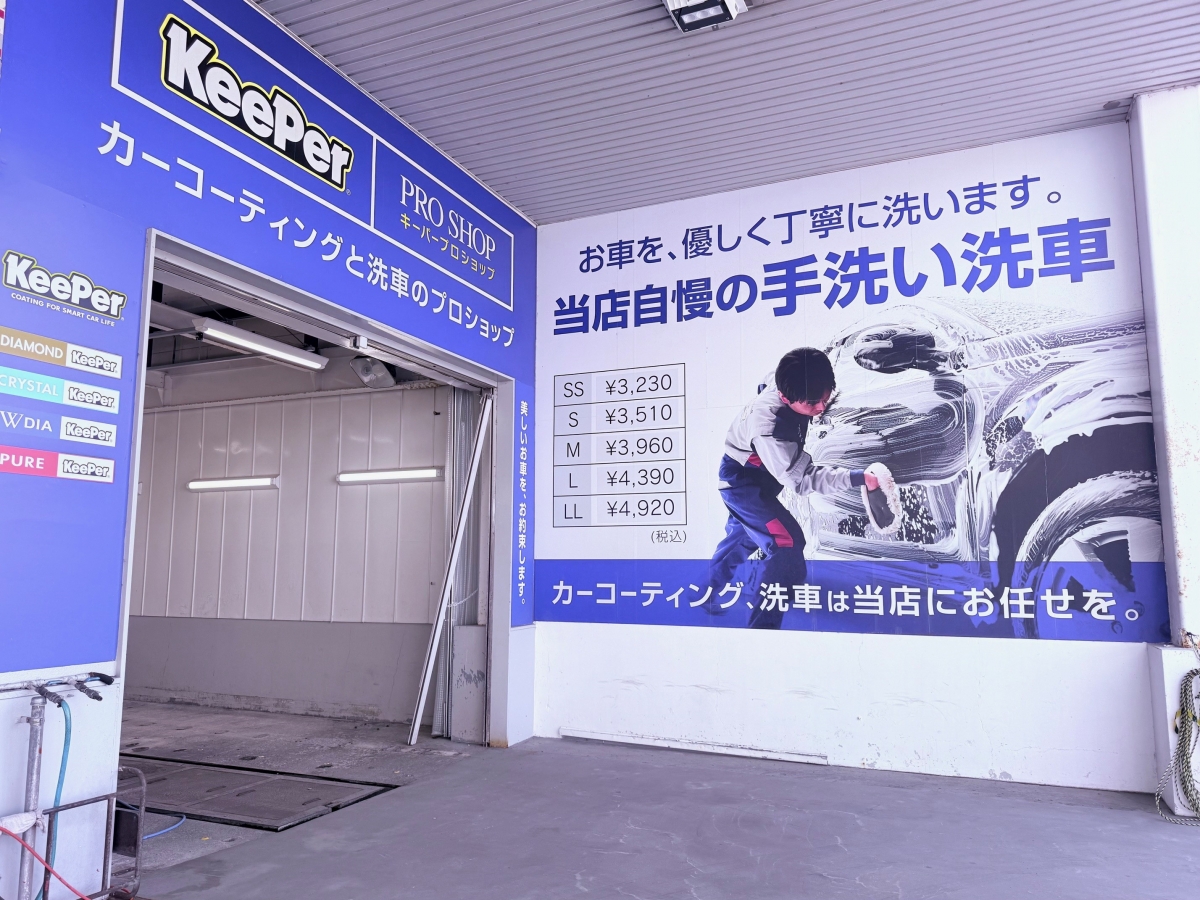 KeePer
PRO SHOP
キーパープロショップ
カーコーティングと洗車のプロショップ
KeePer
COATING FOR SMART CAR LIFE
DIAMOND KeePer
CRYSTAL KeePer
WDIA KeePer
PURE KeePer
美しいお車を、お約束します。
お車を、優しく丁寧に洗います。
当店自慢の手洗い洗車
SS ¥3,230
S ¥3,510
M ¥3,960
L ¥4,390
LL ¥4,920
(税込)
カーコーティング、洗車は当店にお任せを。